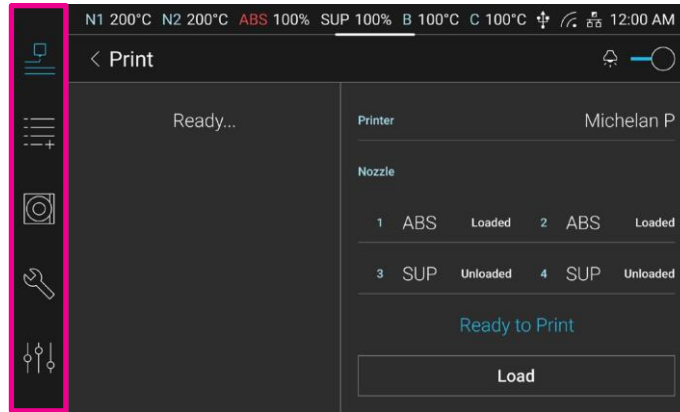 N1 200°C N2 200°C ABS 100% SUP 100% B 100°C C 100°C 12:00 AM
< Print
Ready...
Printer Michelan P
Nozzle
1 ABS Loaded 2 ABS Loaded
3 SUP Unloaded 4 SUP Unloaded
Ready to Print
Load